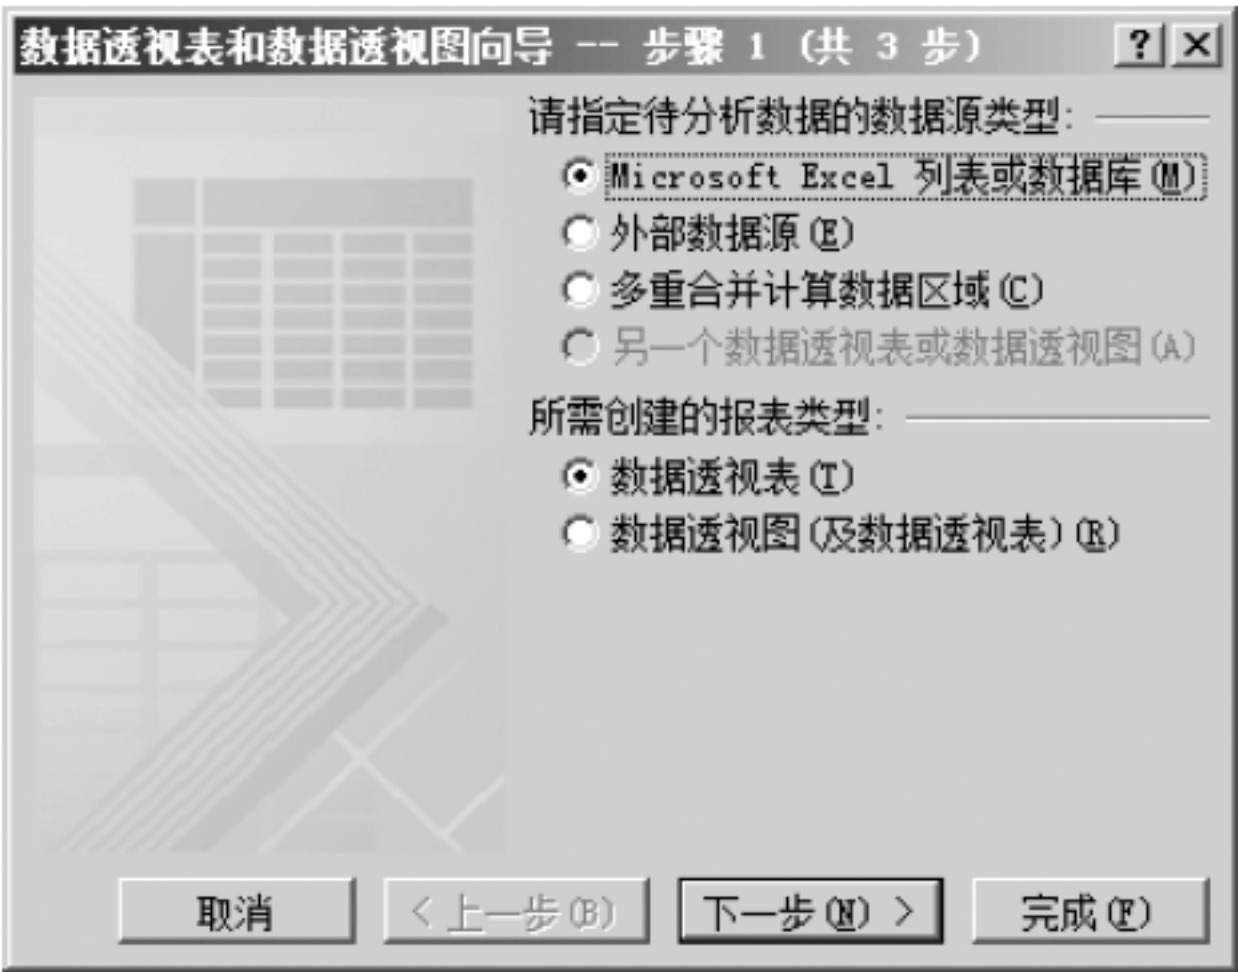 数据透视表和数据透视图向导 -- 步骤 1 (共 3 步)
请指定待分析数据的数据源类型:
Microsoft Excel 列表或数据库(M)
外部数据源(E)
多重合并计算数据区域(C)
另一个数据透视表或数据透视图(A)
所需创建的报表类型:
数据透视表(T)
数据透视图(及数据透视表)(R)
取消 < 上一步(B) 下一步(N) > 完成(F)